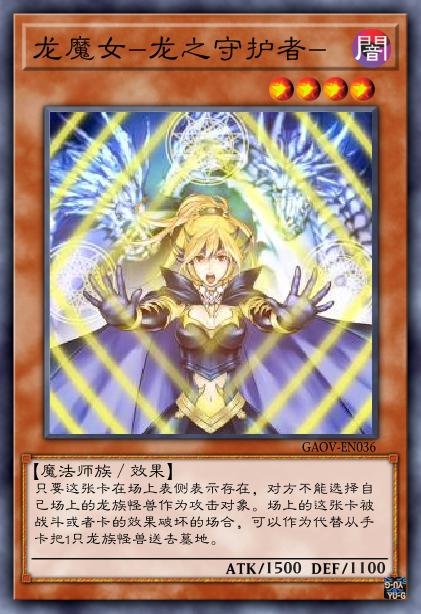 龙魔女-龙之守护者-
闇
GAOV-EN036
【魔法师族/效果】
只要这张卡在场上表侧表示存在，对方不能选择自
己场上的龙族怪兽作为攻击对象。场上的这张卡被
战斗或者卡的效果破坏的场合，可以作为代替从手
卡把1只龙族怪兽送去墓地。
ATK/1500 DEF/1100